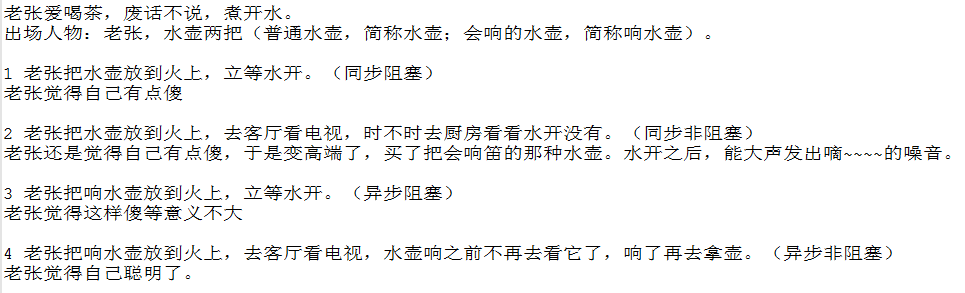 老张爱喝茶，废话不说，煮开水。
出场人物：老张，水壶两把（普通水壶，简称水壶；会响的水壶，简称响水壶）。
1 老张把水壶放到火上，立等水开。（同步阻塞）
老张觉得自己有点傻
2 老张把水壶放到火上，去客厅看电视，时不时去厨房看看水开没有。（同步非阻塞）
老张还是觉得自己有点傻，于是变高端了，买了把会响笛的那种水壶。水开之后，能大声发出嘀~~~~的噪音。
3 老张把响水壶放到火上，立等水开。（异步阻塞）
老张觉得这样傻等意义不大
4 老张把响水壶放到火上，去客厅看电视，水壶响之前不再去看它了，响了再去拿壶。（异步非阻塞）
老张觉得自己聪明了。